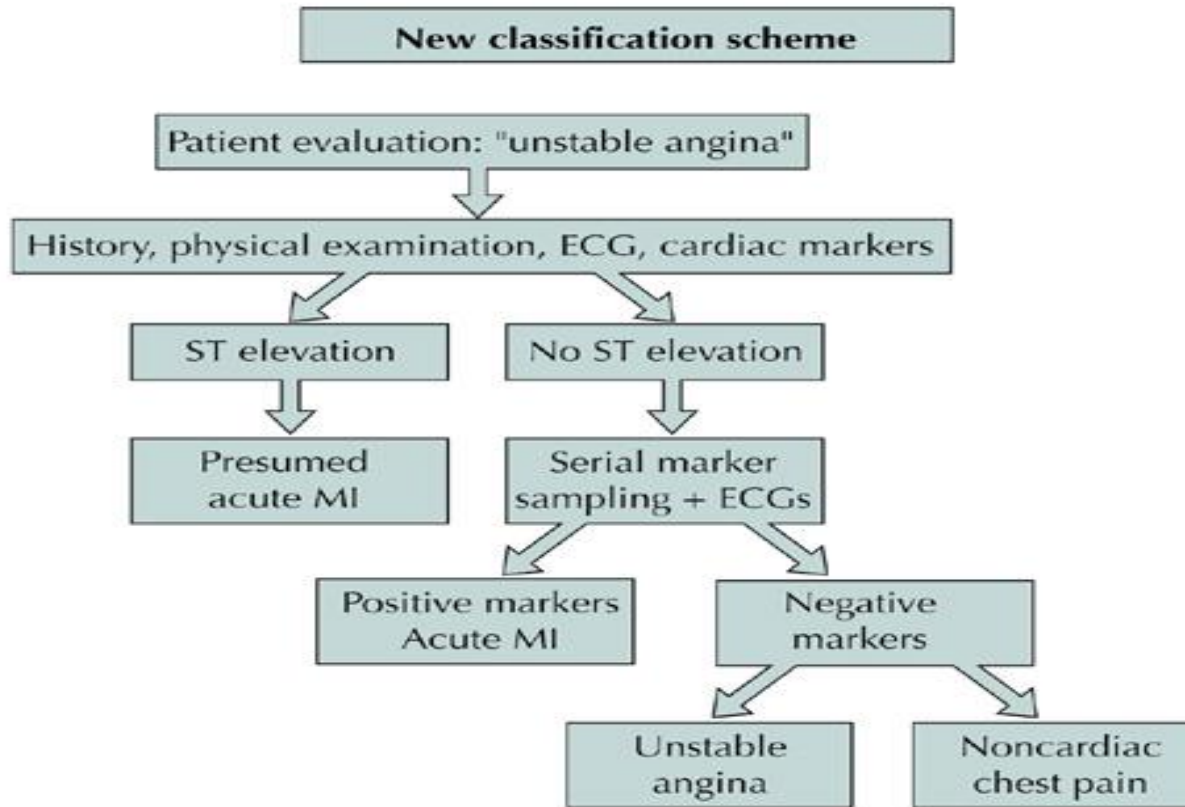 New classification scheme
Patient evaluation: "unstable angina"
History, physical examination, ECG, cardiac markers
ST elevation
No ST elevation
Presumed
acute MI
Serial marker
sampling + ECGs
Positive markers
Acute MI
Negative
markers
Unstable
angina
Noncardiac
chest pain